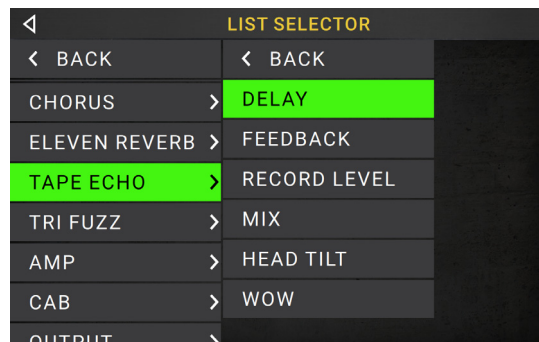 LIST SELECTOR
BACK
CHORUS
ELEVEN REVERB
TAPE ECHO
TRI FUZZ
AMP
CAB
OUTPUT
BACK
DELAY
FEEDBACK
RECORD LEVEL
MIX
HEAD TILT
WOW